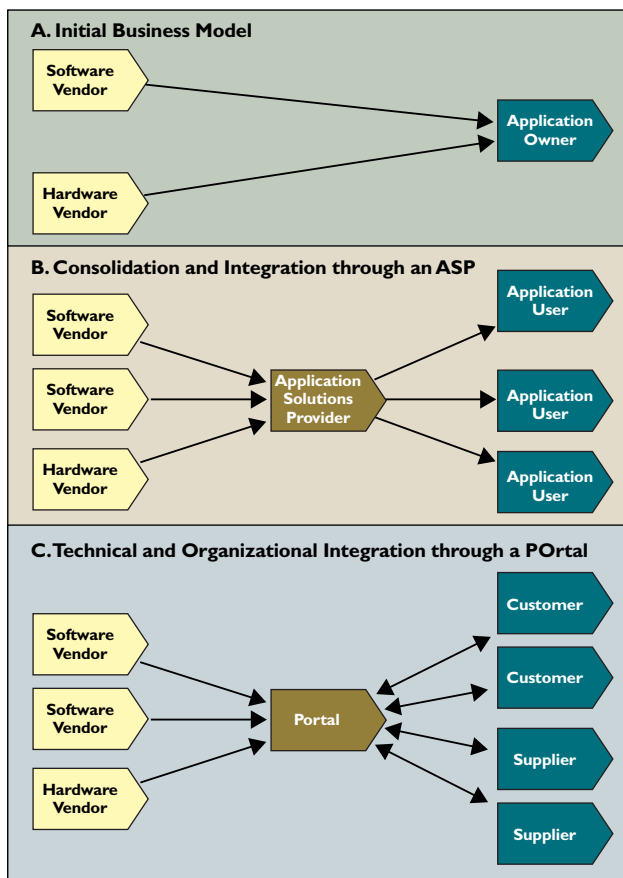 A. Initial Business Model
Software
Vendor
Application
Owner
Hardware
Vendor
B. Consolidation and Integration through an ASP
Software
Vendor
Application
User
Software
Vendor
Application
Solutions
Provider
Application
User
Hardware
Vendor
Application
User
C. Technical and Organizational Integration through a POrtal
Software
Vendor
Customer
Customer
Software
Vendor
Portal
Supplier
Hardware
Vendor
Supplier